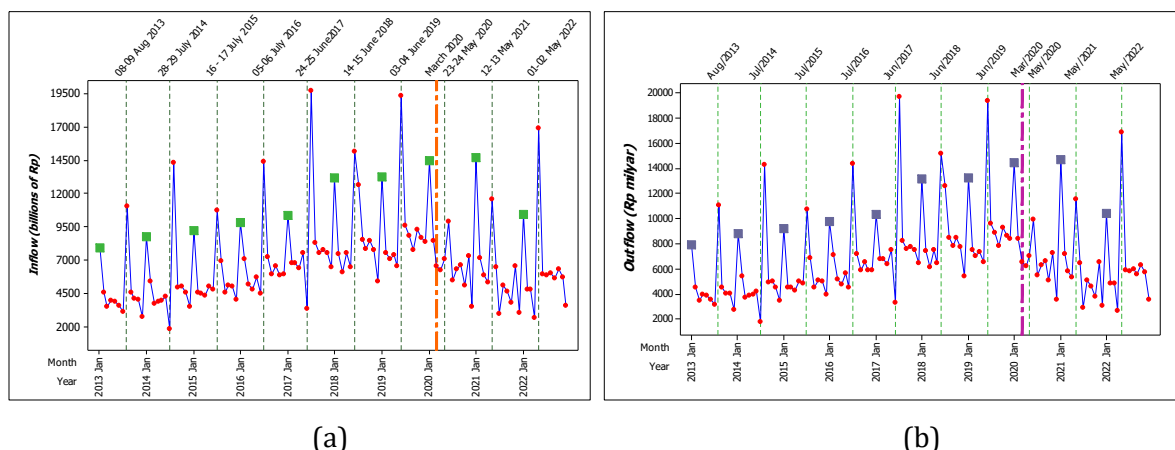 08-09 Aug 2013
28-29 July 2014
16 - 17 July 2015
05-06 July 2016
24-25 June2017
14-15 June 2018
03-04 June 2019
March 2020
23-24 May 2020
12-13 May 2021
01-02 May 2022
Inflow (billions of Rp)
19500
17000
14500
12000
9500
7000
4500
2000
Month
Year
2013 Jan
2014 Jan
2015 Jan
2016 Jan
2017 Jan
2018 Jan
2019 Jan
2020 Jan
2021 Jan
2022 Jan
(a)
Aug/2013
Jul/2014
Jul/2015
Jul/2016
Jun/2017
Jun/2018
Jun/2019
Mar/2020
May/2020
May/2021
May/2022
Outflow (Rp milyar)
20000
18000
16000
14000
12000
10000
8000
6000
4000
2000
Month
Year
2013 Jan
2014 Jan
2015 Jan
2016 Jan
2017 Jan
2018 Jan
2019 Jan
2020 Jan
2021 Jan
2022 Jan
(b)